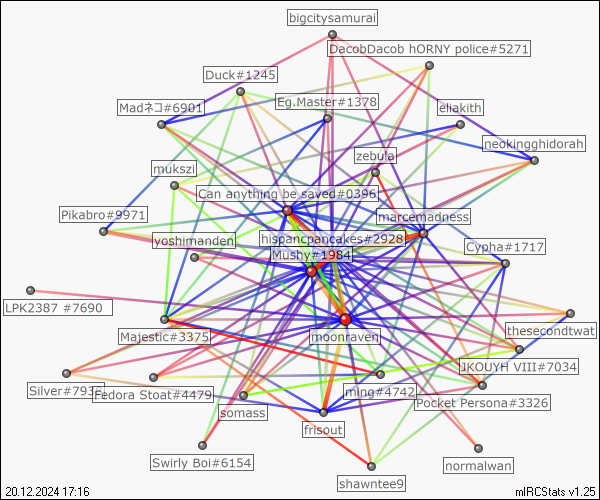 bigcitysamurai
DacobDacob hORNY police#5271
Duck#1245
Eg.Master#1378
Madネコ#6901
eliakith
neokingghidorah
zebula
mukszi
Can anything be saved#0396
Pikabro#9971
marcemadness
yoshimanden
hispancpancakes#2928
Cypha#1717
Mushy#1984
LPK2387 #7690
thesecondtwat
Majestic#3375
moonraven
JKOUYH VIII#7034
Silver#793
Fedora Stoat#4479
ming#4742
Pocket Persona#3326
somass
frisout
Swirly Boi#6154
normalwan
shawntee9
20.12.2024 17:16
mIRCStats v1.25